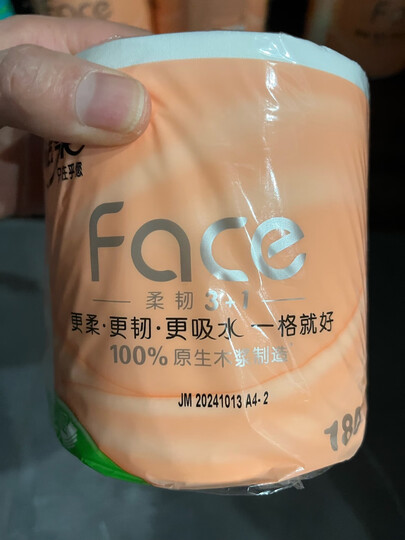 Face
Face
柔韧 3+1
更柔·更韧·更吸水 一格就好
100%原生木浆制造
JM 20241013 A4-2